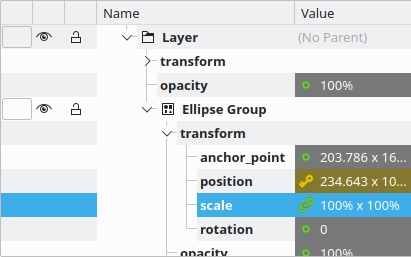 Name Value
Layer (No Parent)
transform
opacity 100%
Ellipse Group
transform
anchor_point 203.786 x 16...
position 234.643 x 10...
scale 100% x 100%
rotation 0
opacity 100%